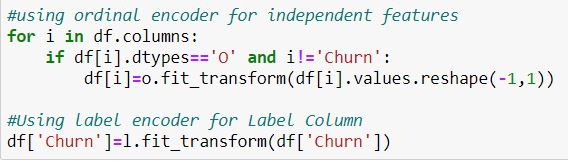 #using ordinal encoder for independent features
for i in df.columns:
    if df[i].dtypes=='O' and i!='Churn':
        df[i]=o.fit_transform(df[i].values.reshape(-1,1))

#Using label encoder for Label Column
df['Churn']=l.fit_transform(df['Churn'])